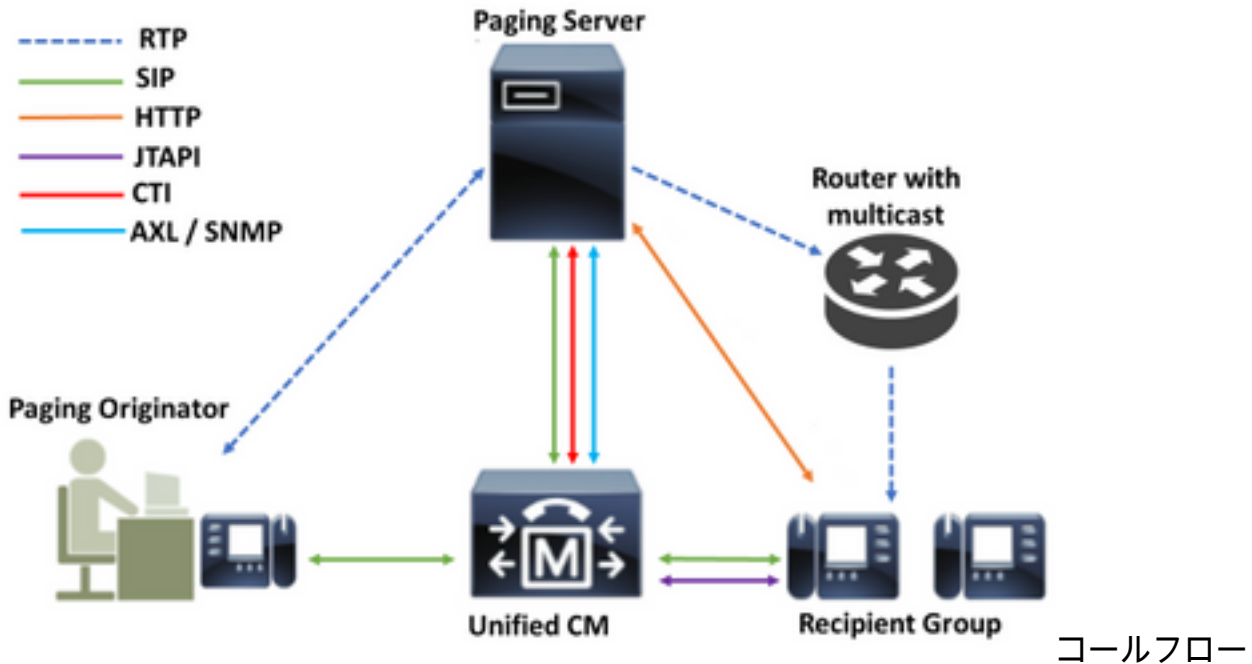 Paging Server
RTP
SIP
HTTP
JTAPI
CTI
AXL / SNMP
Router with
multicast
Paging Originator
M
Unified CM
Recipient Group
コールフロー